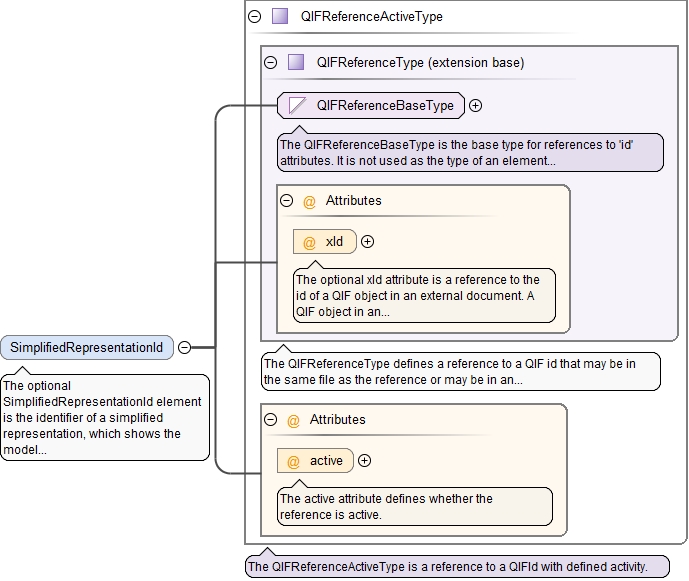 QIFReferenceActiveType
QIFReferenceType (extension base)
QIFReferenceBaseType
The QIFReferenceBaseType is the base type for references to 'id'
attributes. It is not used as the type of an element...
@ Attributes
@ xId
The optional xId attribute is a reference to the
id of a QIF object in an external document. A
QIF object in an...
SimplifiedRepresentationId
The optional
SimplifiedRepresentationId element
is the identifier of a simplified
representation, which shows the
model...
The QIFReferenceType defines a reference to a QIF id that may be in
the same file as the reference or may be in an...
@ Attributes
@ active
The active attribute defines whether the
reference is active.
The QIFReferenceActiveType is a reference to a QIFId with defined activity.